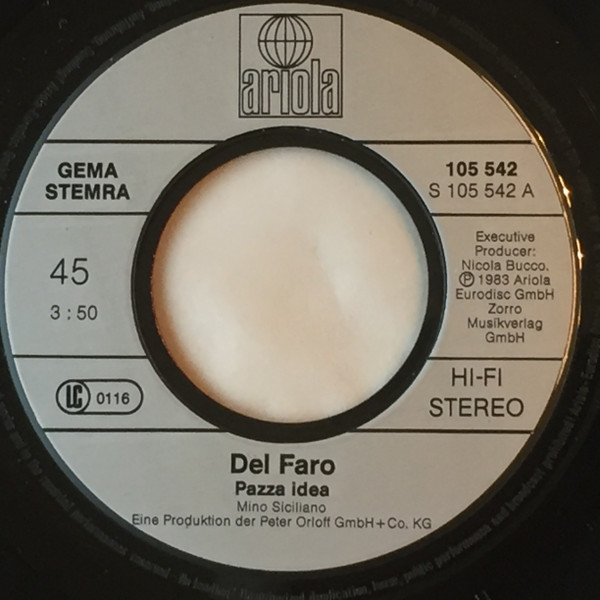 ariola
GEMA
STEMRA
105 542
S 105 542 A
45
3 : 50
Executive
Producer:
Nicola Bucco.
Ⓟ 1983 Ariola
Eurodisc GmbH
Zorro
Musikverlag
GmbH
LC 0116
HI-FI
STEREO
Del Faro
Pazza idea
Mino Siciliano
Eine Produktion der Peter Orloff GmbH+Co. KG